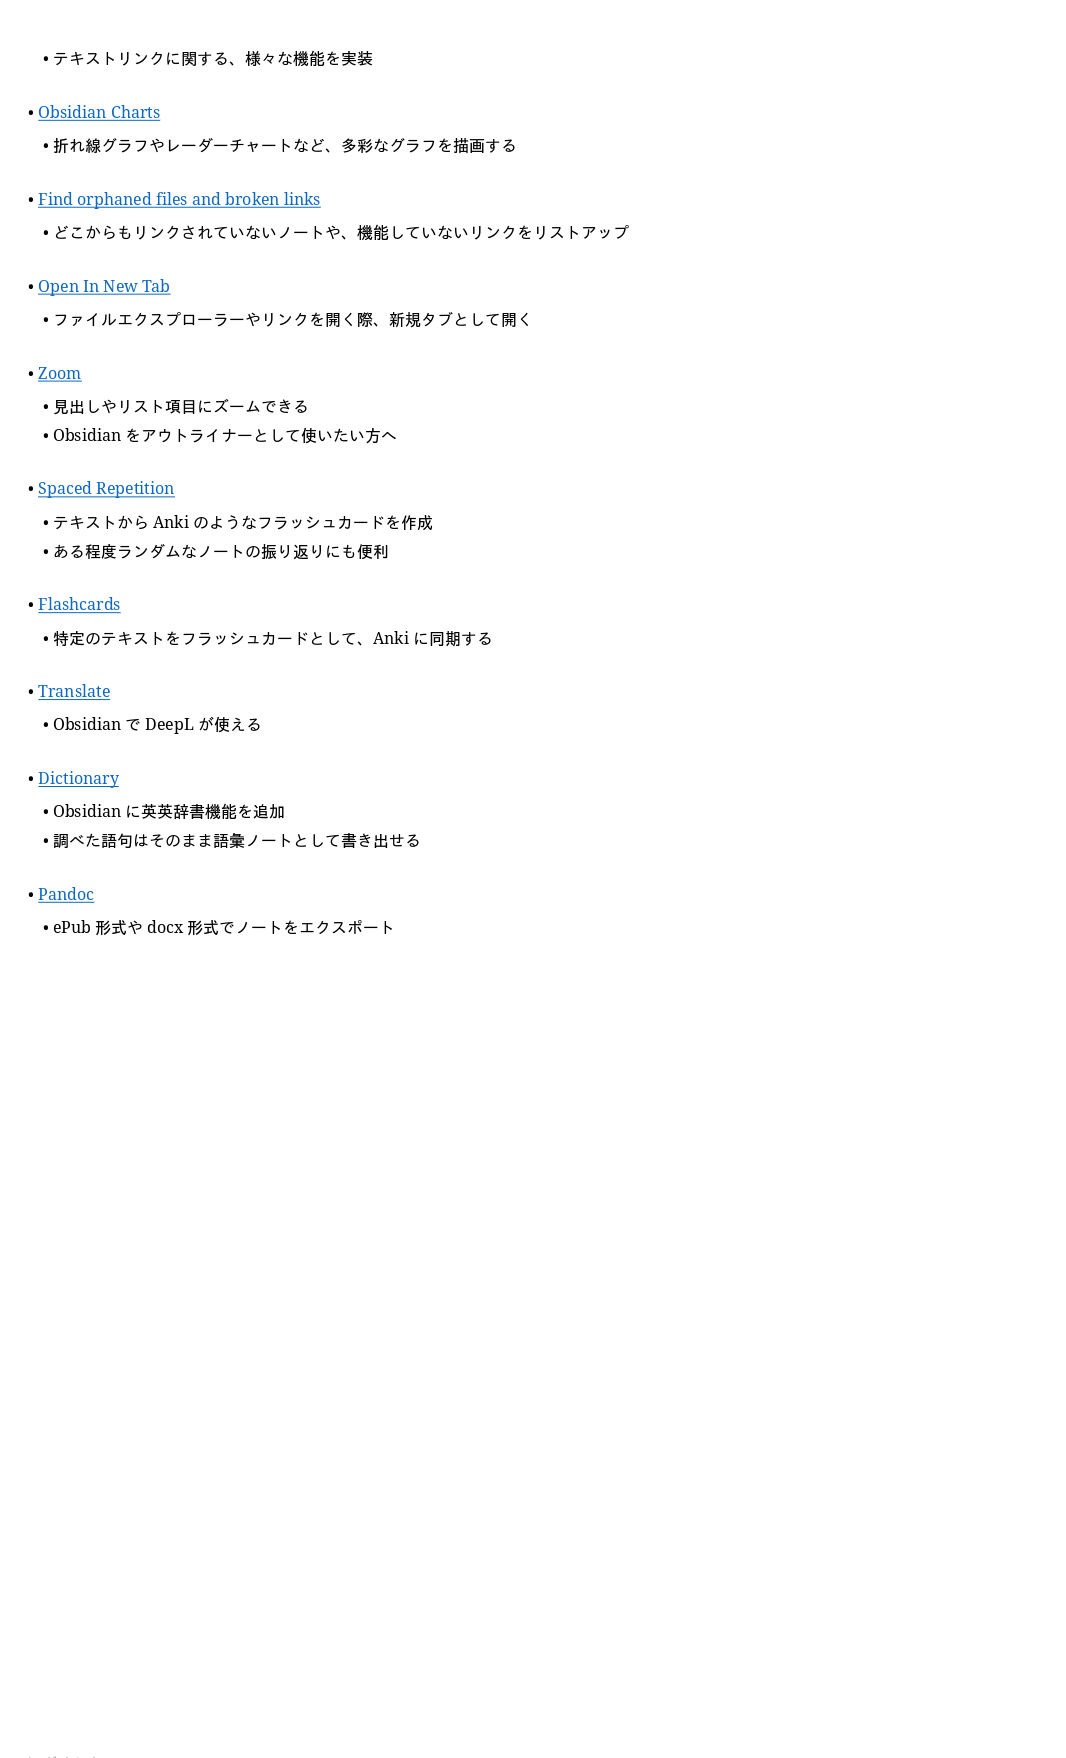 • テキストリンクに関する、様々な機能を実装
• Obsidian Charts
• 折れ線グラフやレーダーチャートなど、多彩なグラフを描画する
• Find orphaned files and broken links
• どこからもリンクされていないノートや、機能していないリンクをリストアップ
• Open In New Tab
• ファイルエクスプローラーやリンクを開く際、新規タブとして開く
• Zoom
• 見出しやリスト項目にズームできる
• Obsidian をアウトライナーとして使いたい方へ
• Spaced Repetition
• テキストから Anki のようなフラッシュカードを作成
• ある程度ランダムなノートの振り返りにも便利
• Flashcards
• 特定のテキストをフラッシュカードとして、Anki に同期する
• Translate
• Obsidian で DeepL が使える
• Dictionary
• Obsidian に英英辞書機能を追加
• 調べた語句はそのまま語彙ノートとして書き出せる
• Pandoc
• ePub 形式や docx 形式でノートをエクスポート